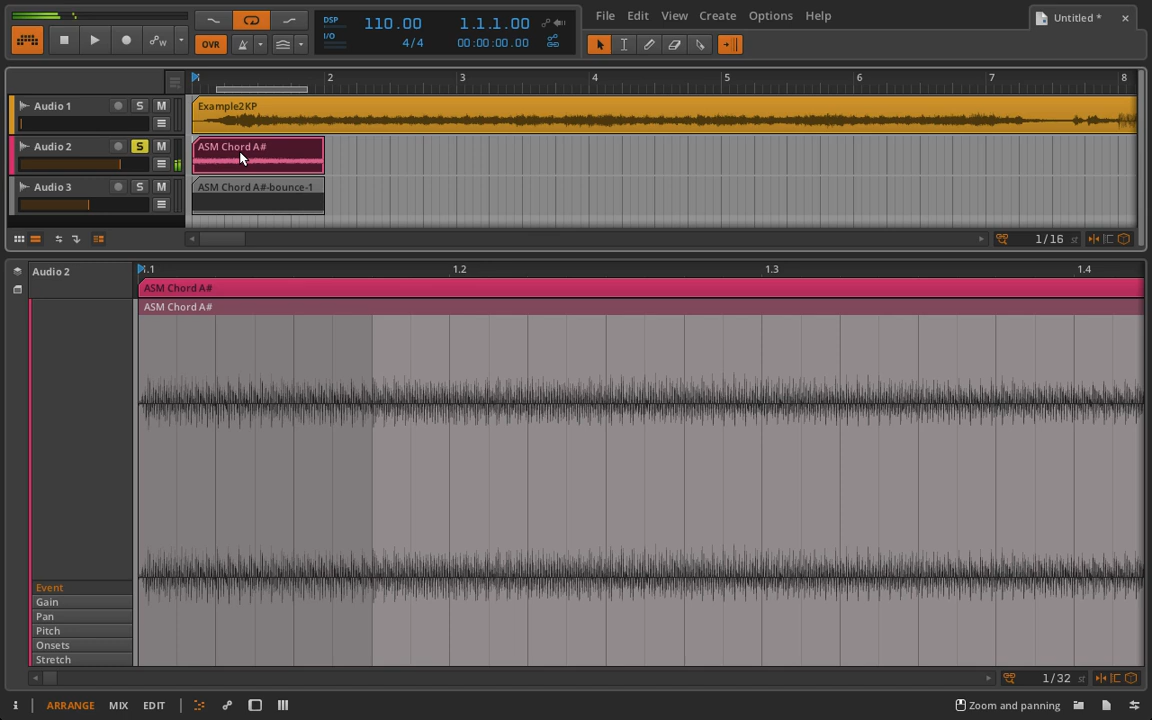 DSP 110.00 1.1.1.00
I/O 4/4 00:00:00.00
OVR
File Edit View Create Options Help
Untitled *
2 3 4 5 6 7 8
Audio 1 S M
Example2KP
Audio 2 S M
ASM Chord A#
Audio 3 S M
ASM Chord A#-bounce-1
1/16 st
Audio 2
1.1 1.2 1.3 1.4
ASM Chord A#
ASM Chord A#
Event
Gain
Pan
Pitch
Onsets
Stretch
1/32 st
i ARRANGE MIX EDIT
Zoom and panning